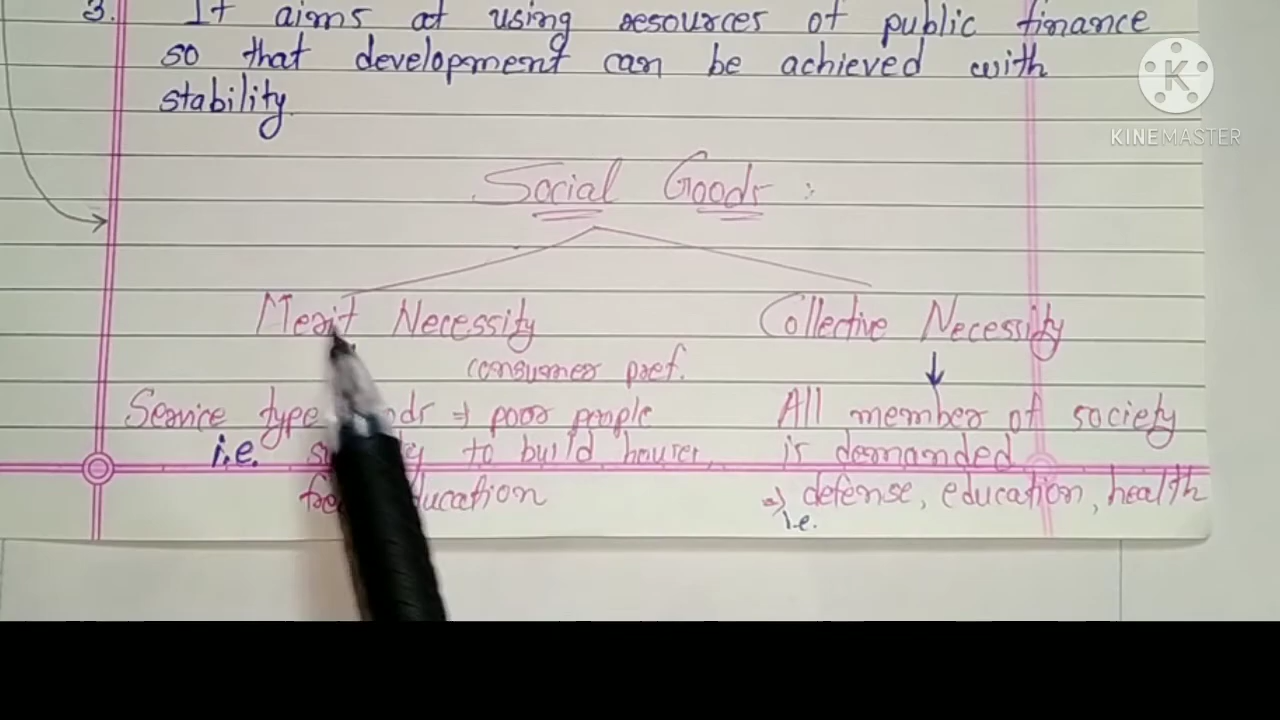 3. It aims at using resources of public finance
so that development can be achieved with
stability
KINEMASTER
Social Goods :
Merit Necessity
Collective Necessity
consumer pref.
Service type → poor people
i.e. to build houses,
free education
All member of society
is demanded
→ defense, education, health
i.e.